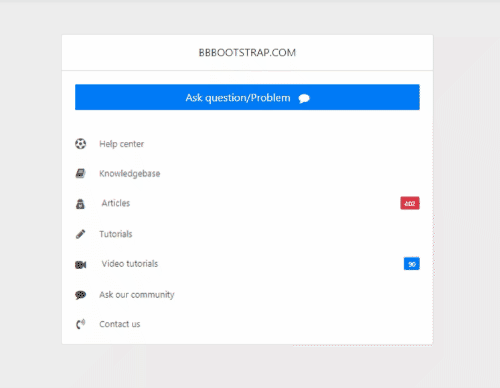 BBBOOTSTRAP.COM
Ask question/Problem
Help center
Knowledgebase
Articles 402
Tutorials
Video tutorials 90
Ask our community
Contact us